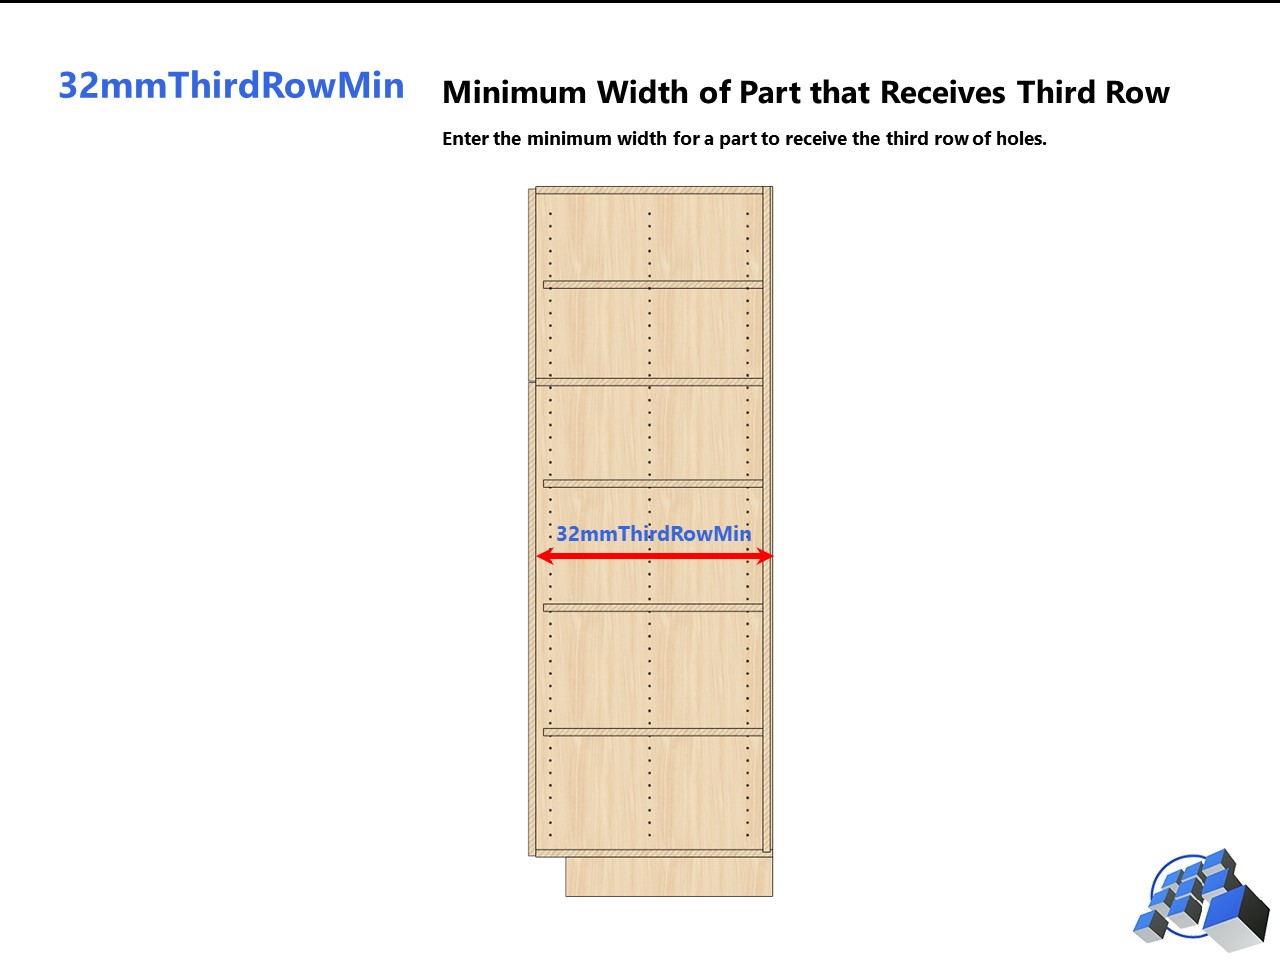 32mmThirdRowMin
Minimum Width of Part that Receives Third Row
Enter the minimum width for a part to receive the third row of holes.
32mmThirdRowMin